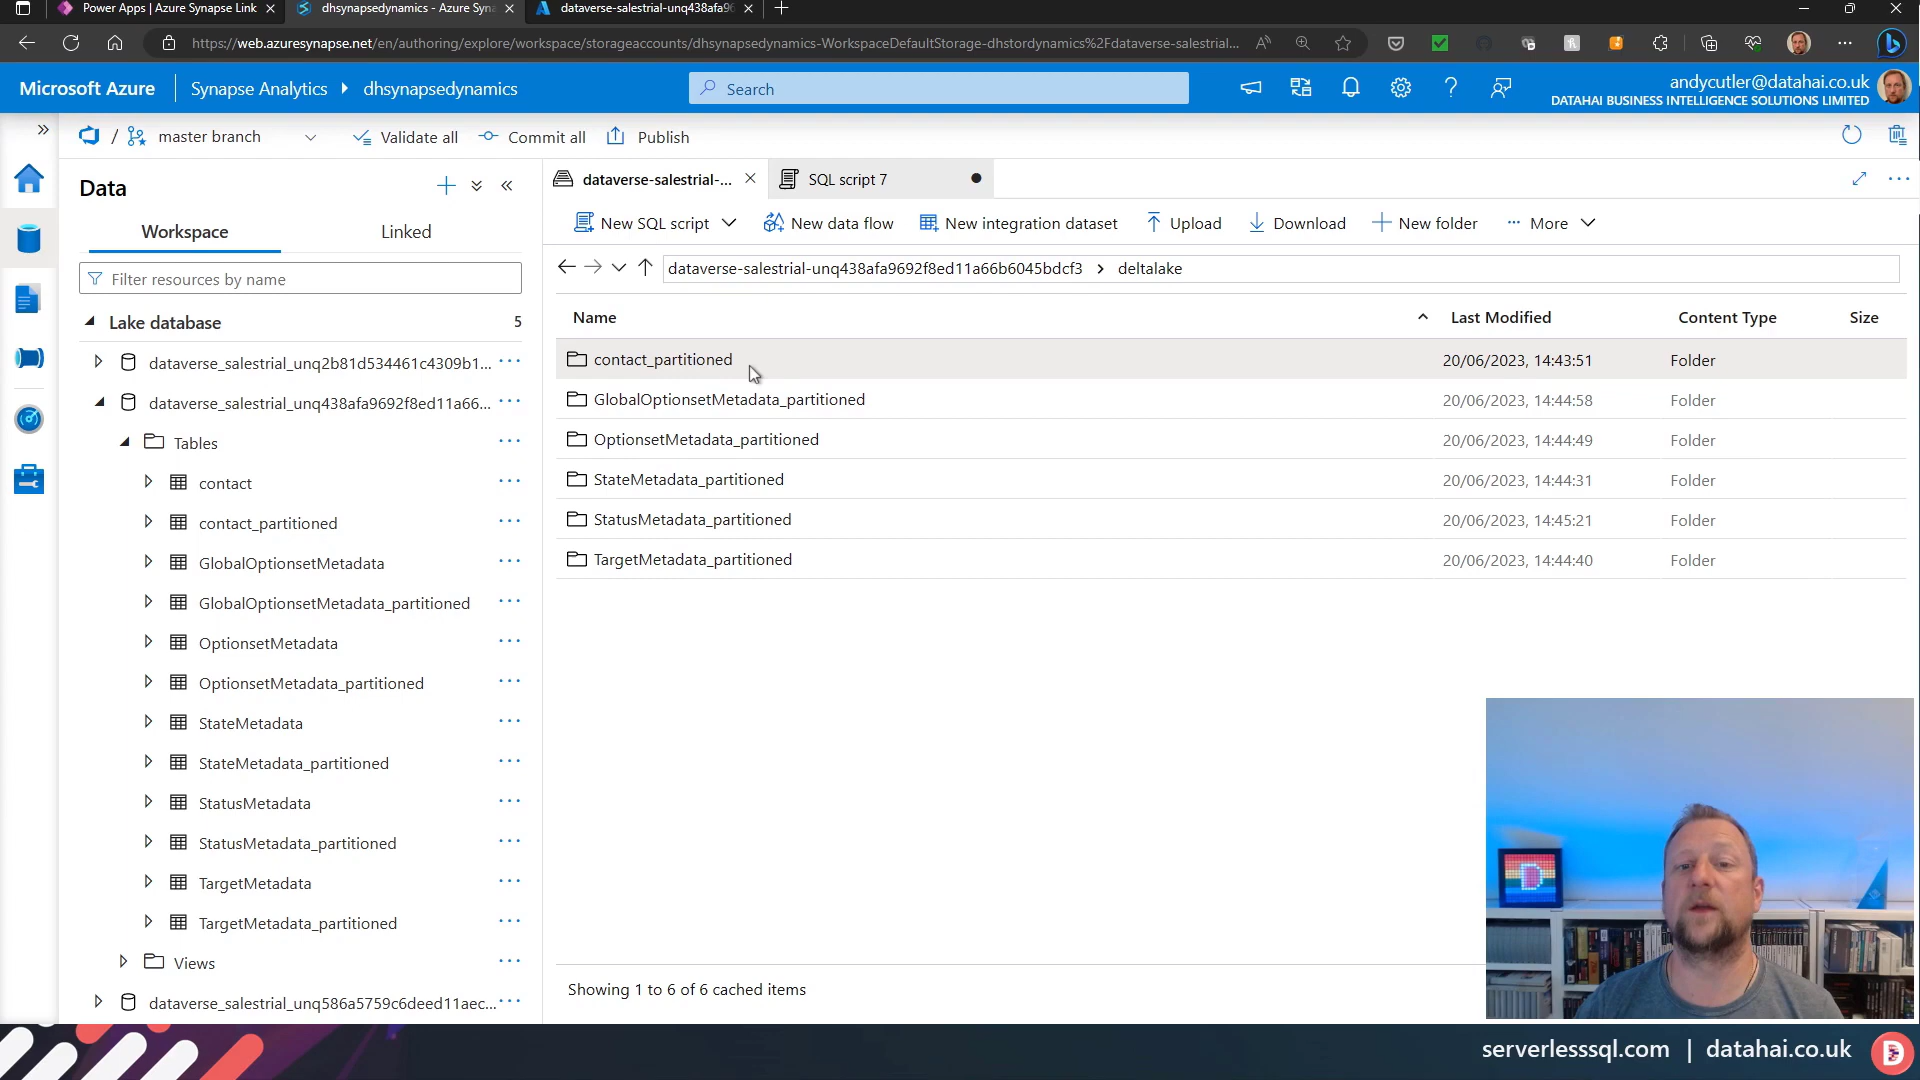 Power Apps | Azure Synapse Link
dhsynapsedynamics - Azure Syna
dataverse-salestrial-unq438afa96
https://web.azuresynapse.net/en/authoring/explore/workspace/storageaccounts/dhsynapsedynamics-WorkspaceDefaultStorage-dhstordynamics%2Fdataverse-salestrial...
Microsoft Azure
Synapse Analytics
dhsynapsedynamics
Search
andycutler@datahai.co.uk
DATAHAI BUSINESS INTELLIGENCE SOLUTIONS LIMITED
/ master branch
Validate all
Commit all
Publish
Data
Workspace
Linked
Filter resources by name
Lake database 5
dataverse_salestrial_unq2b81d534461c4309b1...
dataverse_salestrial_unq438afa9692f8ed11a66...
Tables
contact
contact_partitioned
GlobalOptionsetMetadata
GlobalOptionsetMetadata_partitioned
OptionsetMetadata
OptionsetMetadata_partitioned
StateMetadata
StateMetadata_partitioned
StatusMetadata
StatusMetadata_partitioned
TargetMetadata
TargetMetadata_partitioned
Views
dataverse_salestrial_unq586a5759c6deed11aec...
dataverse-salestrial-...
SQL script 7
New SQL script
New data flow
New integration dataset
Upload
Download
New folder
More
dataverse-salestrial-unq438afa9692f8ed11a66b6045bdcf3 > deltalake
Name Last Modified Content Type Size
contact_partitioned 20/06/2023, 14:43:51 Folder
GlobalOptionsetMetadata_partitioned 20/06/2023, 14:44:58 Folder
OptionsetMetadata_partitioned 20/06/2023, 14:44:49 Folder
StateMetadata_partitioned 20/06/2023, 14:44:31 Folder
StatusMetadata_partitioned 20/06/2023, 14:45:21 Folder
TargetMetadata_partitioned 20/06/2023, 14:44:40 Folder
Showing 1 to 6 of 6 cached items
D
serverlesssql.com | datahai.co.uk
D